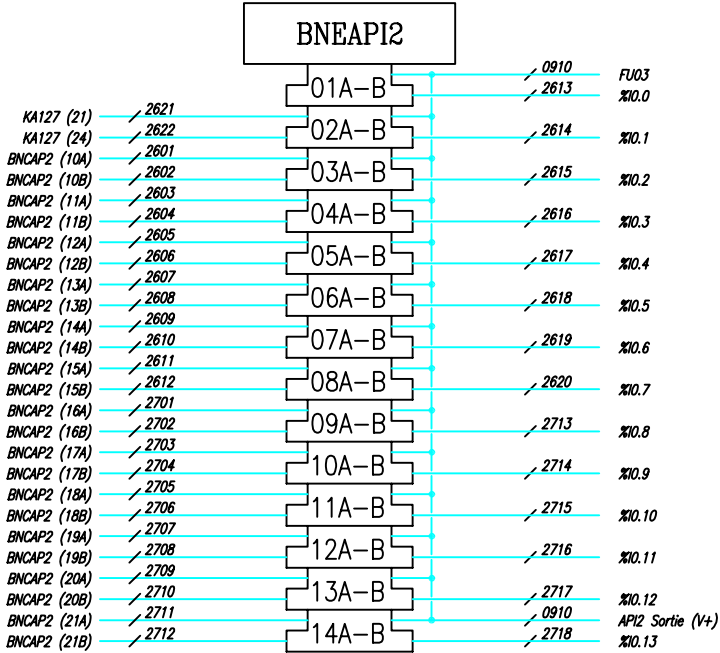 BNEAPI2
0910 FU03
01A-B 2613 %I0.0
KA127 (21) 2621
KA127 (24) 2622 02A-B 2614 %I0.1
BNCAP2 (10A) 2601
BNCAP2 (10B) 2602 03A-B 2615 %I0.2
BNCAP2 (11A) 2603
BNCAP2 (11B) 2604 04A-B 2616 %I0.3
BNCAP2 (12A) 2605
BNCAP2 (12B) 2606 05A-B 2617 %I0.4
BNCAP2 (13A) 2607
BNCAP2 (13B) 2608 06A-B 2618 %I0.5
BNCAP2 (14A) 2609
BNCAP2 (14B) 2610 07A-B 2619 %I0.6
BNCAP2 (15A) 2611
BNCAP2 (15B) 2612 08A-B 2620 %I0.7
BNCAP2 (16A) 2701
BNCAP2 (16B) 2702 09A-B 2713 %I0.8
BNCAP2 (17A) 2703
BNCAP2 (17B) 2704 10A-B 2714 %I0.9
BNCAP2 (18A) 2705
BNCAP2 (18B) 2706 11A-B 2715 %I0.10
BNCAP2 (19A) 2707
BNCAP2 (19B) 2708 12A-B 2716 %I0.11
BNCAP2 (20A) 2709
BNCAP2 (20B) 2710 13A-B 2717 %I0.12
BNCAP2 (21A) 2711 0910 API2 Sortie (V+)
BNCAP2 (21B) 2712 14A-B 2718 %I0.13